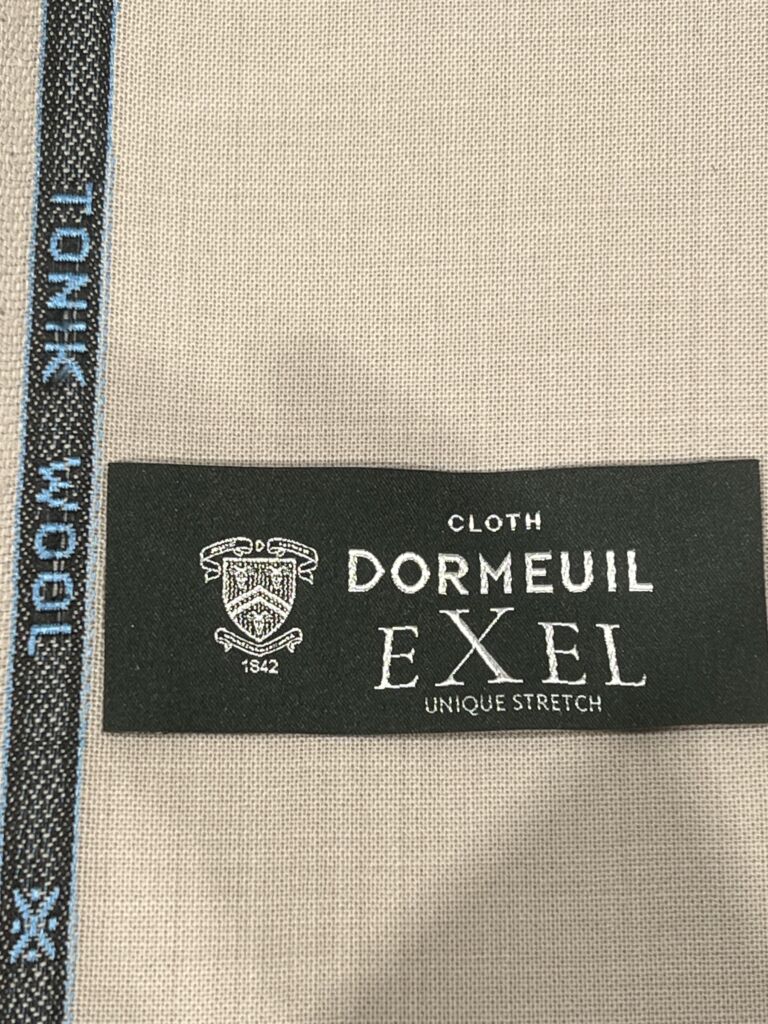 TONIK WOOL
CLOTH
DORMEUIL
EXEL
UNIQUE STRETCH
D
1842